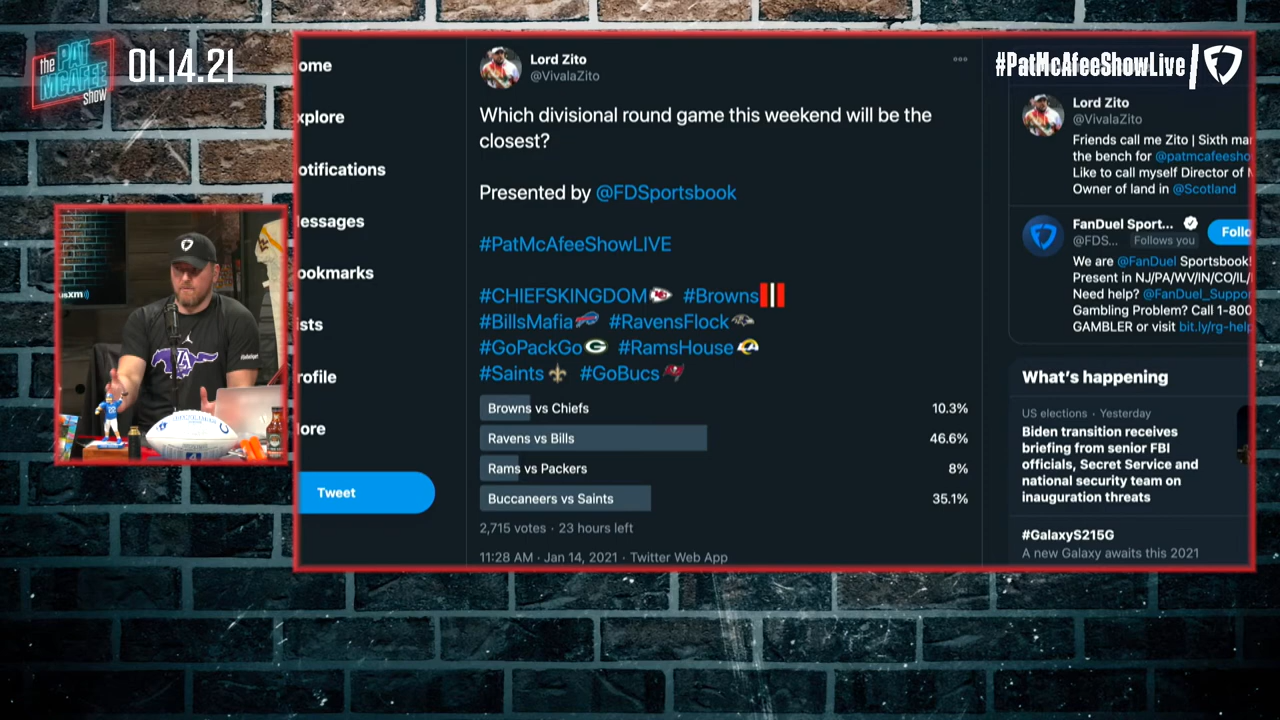 the
PAT
MCAFEE
show
01.14.21
#PatMcAfeeShowLive
ome
xplore
otifications
essages
ookmarks
ists
rofile
ore
Tweet
Lord Zito
@VivalaZito
Which divisional round game this weekend will be the
closest?
Presented by @FDSportsbook
#PatMcAfeeShowLIVE
#CHIEFSKINGDOM #Browns
#BillsMafia #RavensFlock
#GoPackGo #RamsHouse
#Saints #GoBucs
Browns vs Chiefs 10.3%
Ravens vs Bills 46.6%
Rams vs Packers 8%
Buccaneers vs Saints 35.1%
2,715 votes · 23 hours left
11:28 AM · Jan 14, 2021 · Twitter Web App
Lord Zito
@VivalaZito
Friends call me Zito | Sixth mar
the bench for @patmcafeesho
Like to call myself Director of
Owner of land in @Scotland
FanDuel Sport...
@FDS... Follows you
Follo
We are @FanDuel Sportsbook!
Present in NJ/PA/WV/IN/CO/IL/
Need help? @FanDuel_Suppor
Gambling Problem? Call 1-800
GAMBLER or visit bit.ly/rg-help
What's happening
US elections · Yesterday
Biden transition receives
briefing from senior FBI
officials, Secret Service and
national security team on
inauguration threats
#GalaxyS215G
A new Galaxy awaits this 2021
usxm